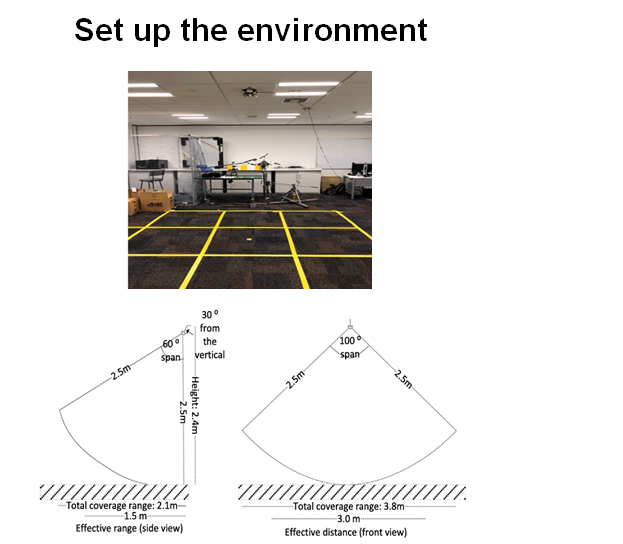 Set up the environment
30 °
from
the
vertical
60 °
span
2.5m
2.5m
Height: 2.4m
Total coverage range: 2.1m
1.5 m
Effective range (side view)
100 °
span
2.5m
2.5m
Total coverage range: 3.8m
3.0 m
Effective distance (front view)